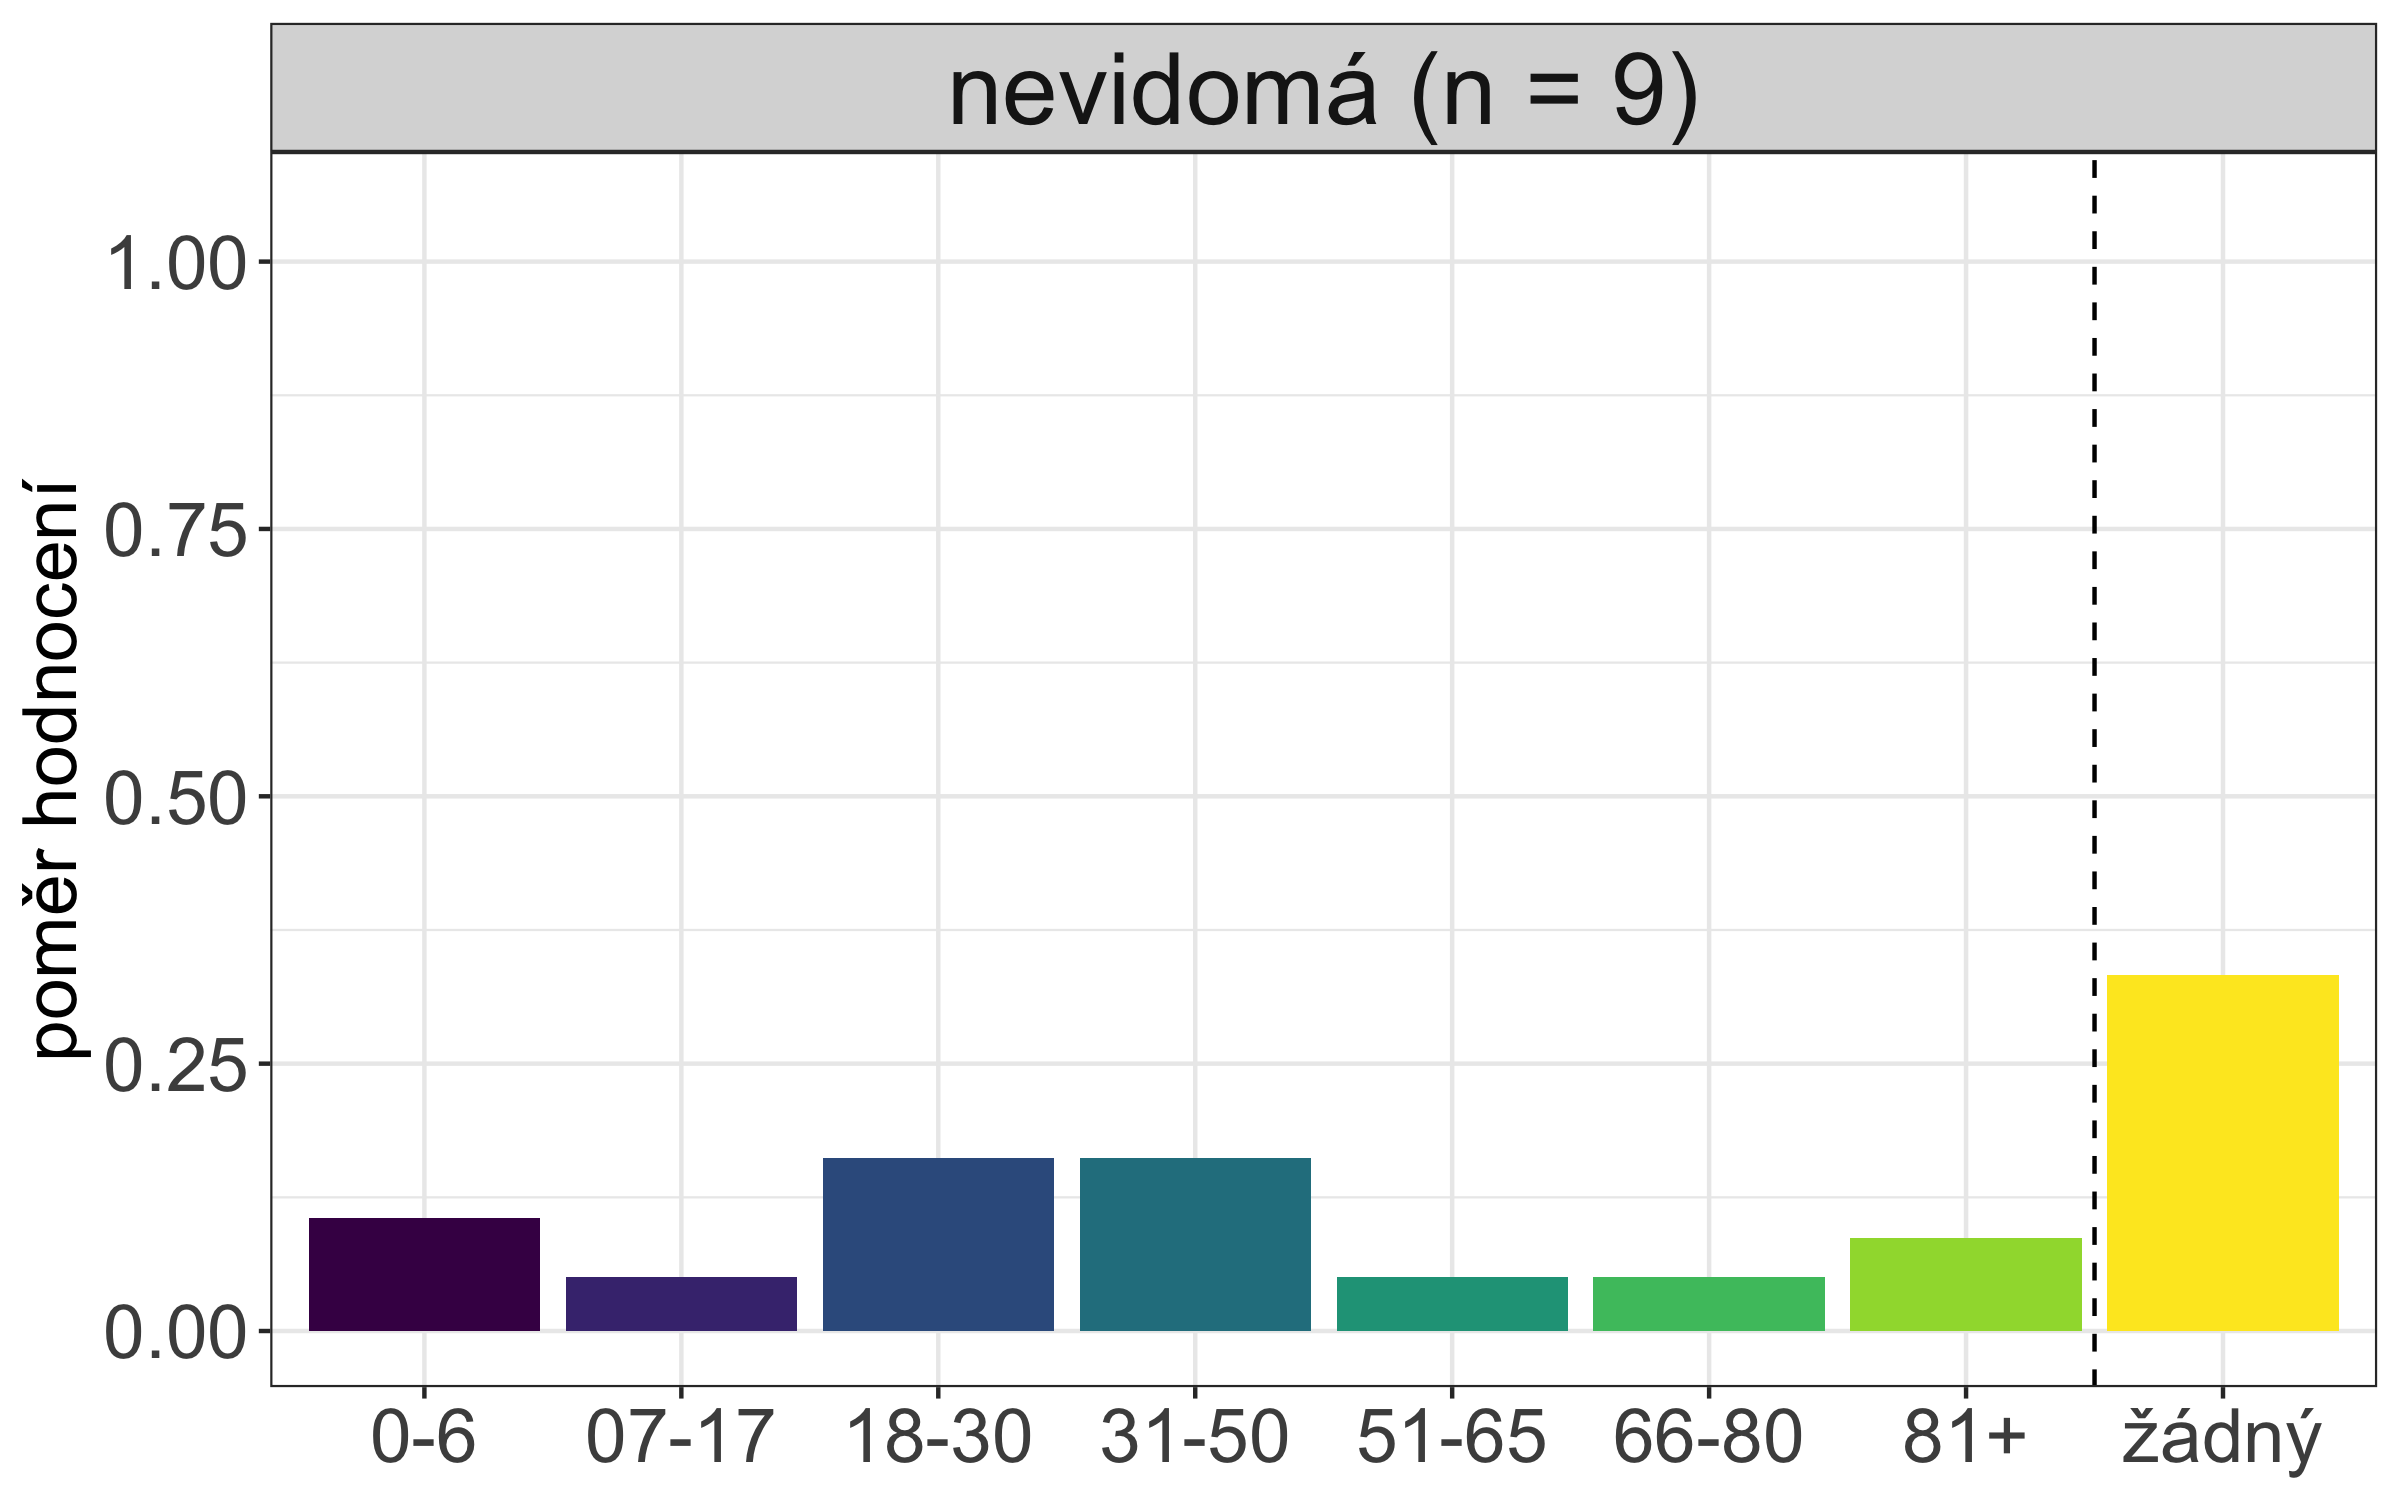 nevidomá (n = 9)
poměr hodnocení
1.00
0.75
0.50
0.25
0.00
0-6 07-17 18-30 31-50 51-65 66-80 81+ žádný